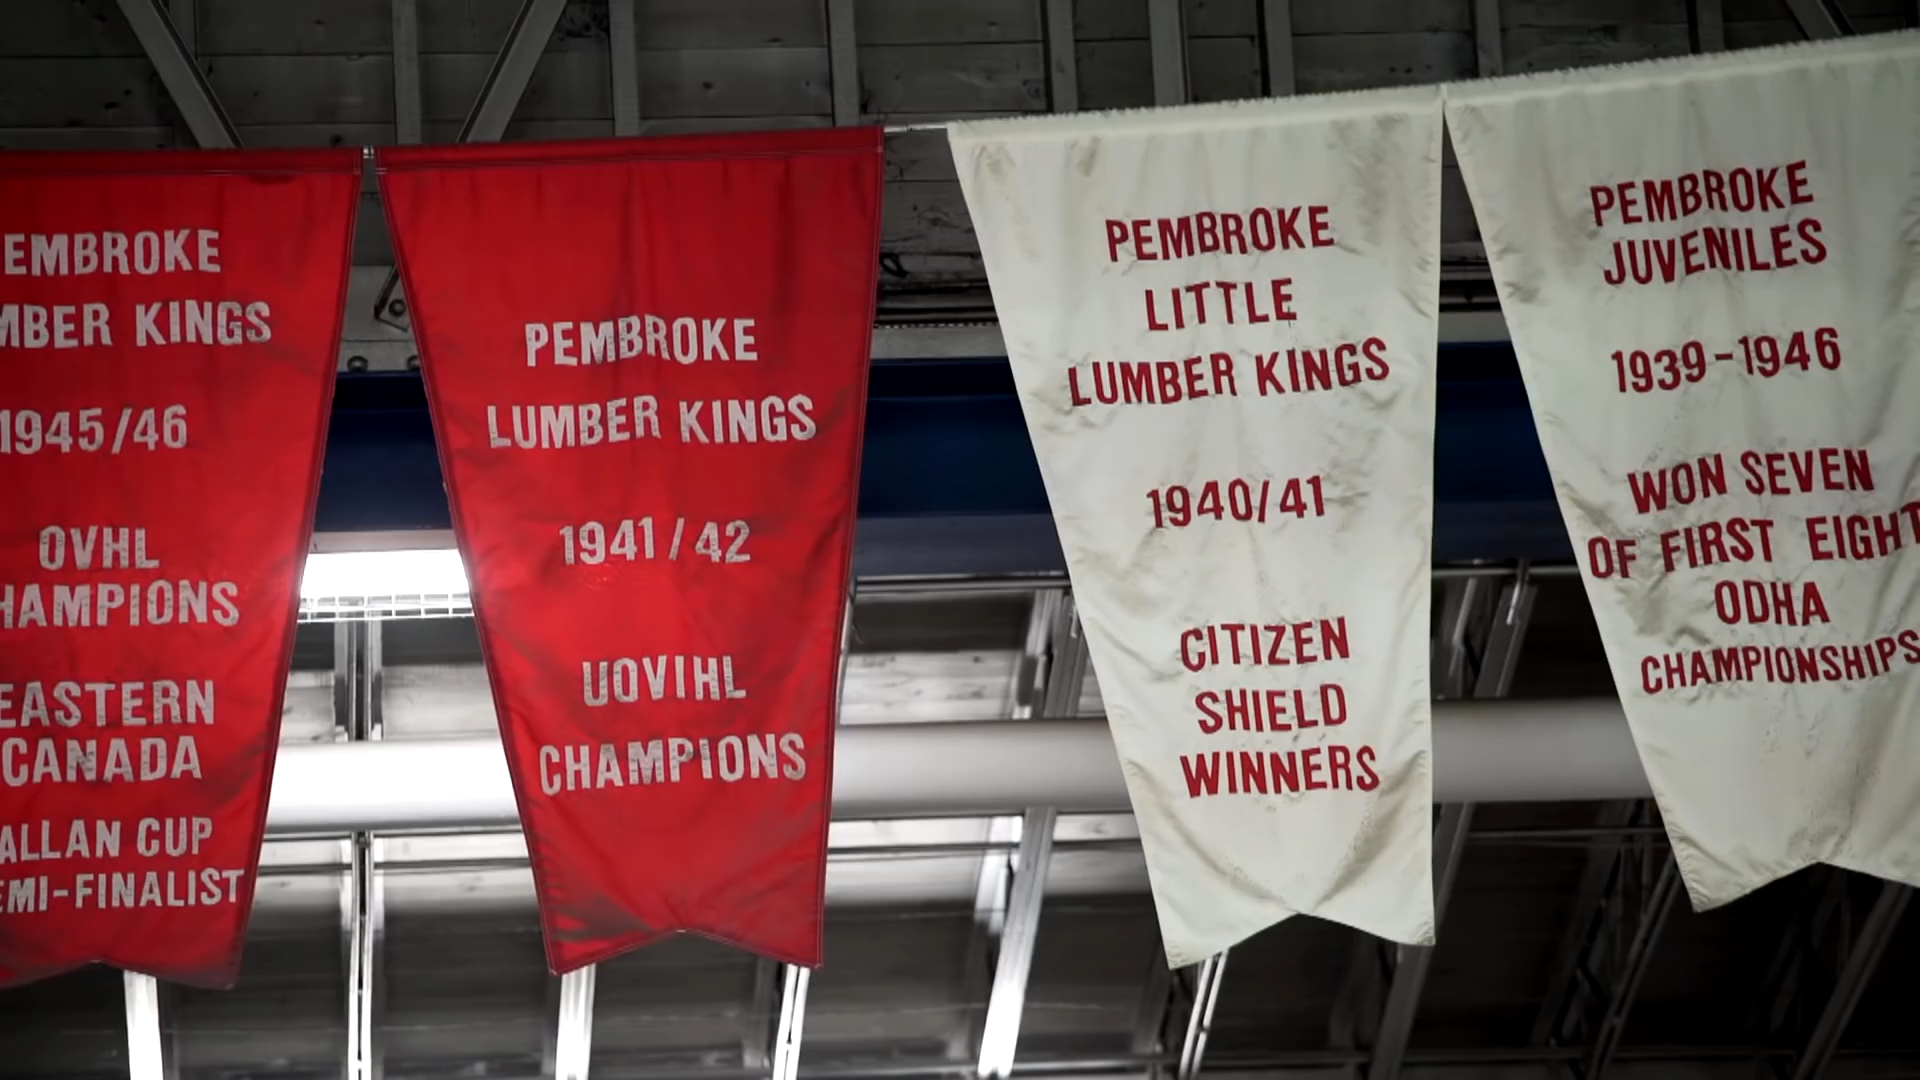 EMBROKE
MBER KINGS
1945/46
OVHL
HAMPIONS
EASTERN
CANADA
ALLAN CUP
EMI-FINALIST
PEMBROKE
LUMBER KINGS
1941/42
UOVIHL
CHAMPIONS
PEMBROKE
LITTLE
LUMBER KINGS
1940/41
CITIZEN
SHIELD
WINNERS
PEMBROKE
JUVENILES
1939-1946
WON SEVEN
OF FIRST EIGHT
ODHA
CHAMPIONSHIPS